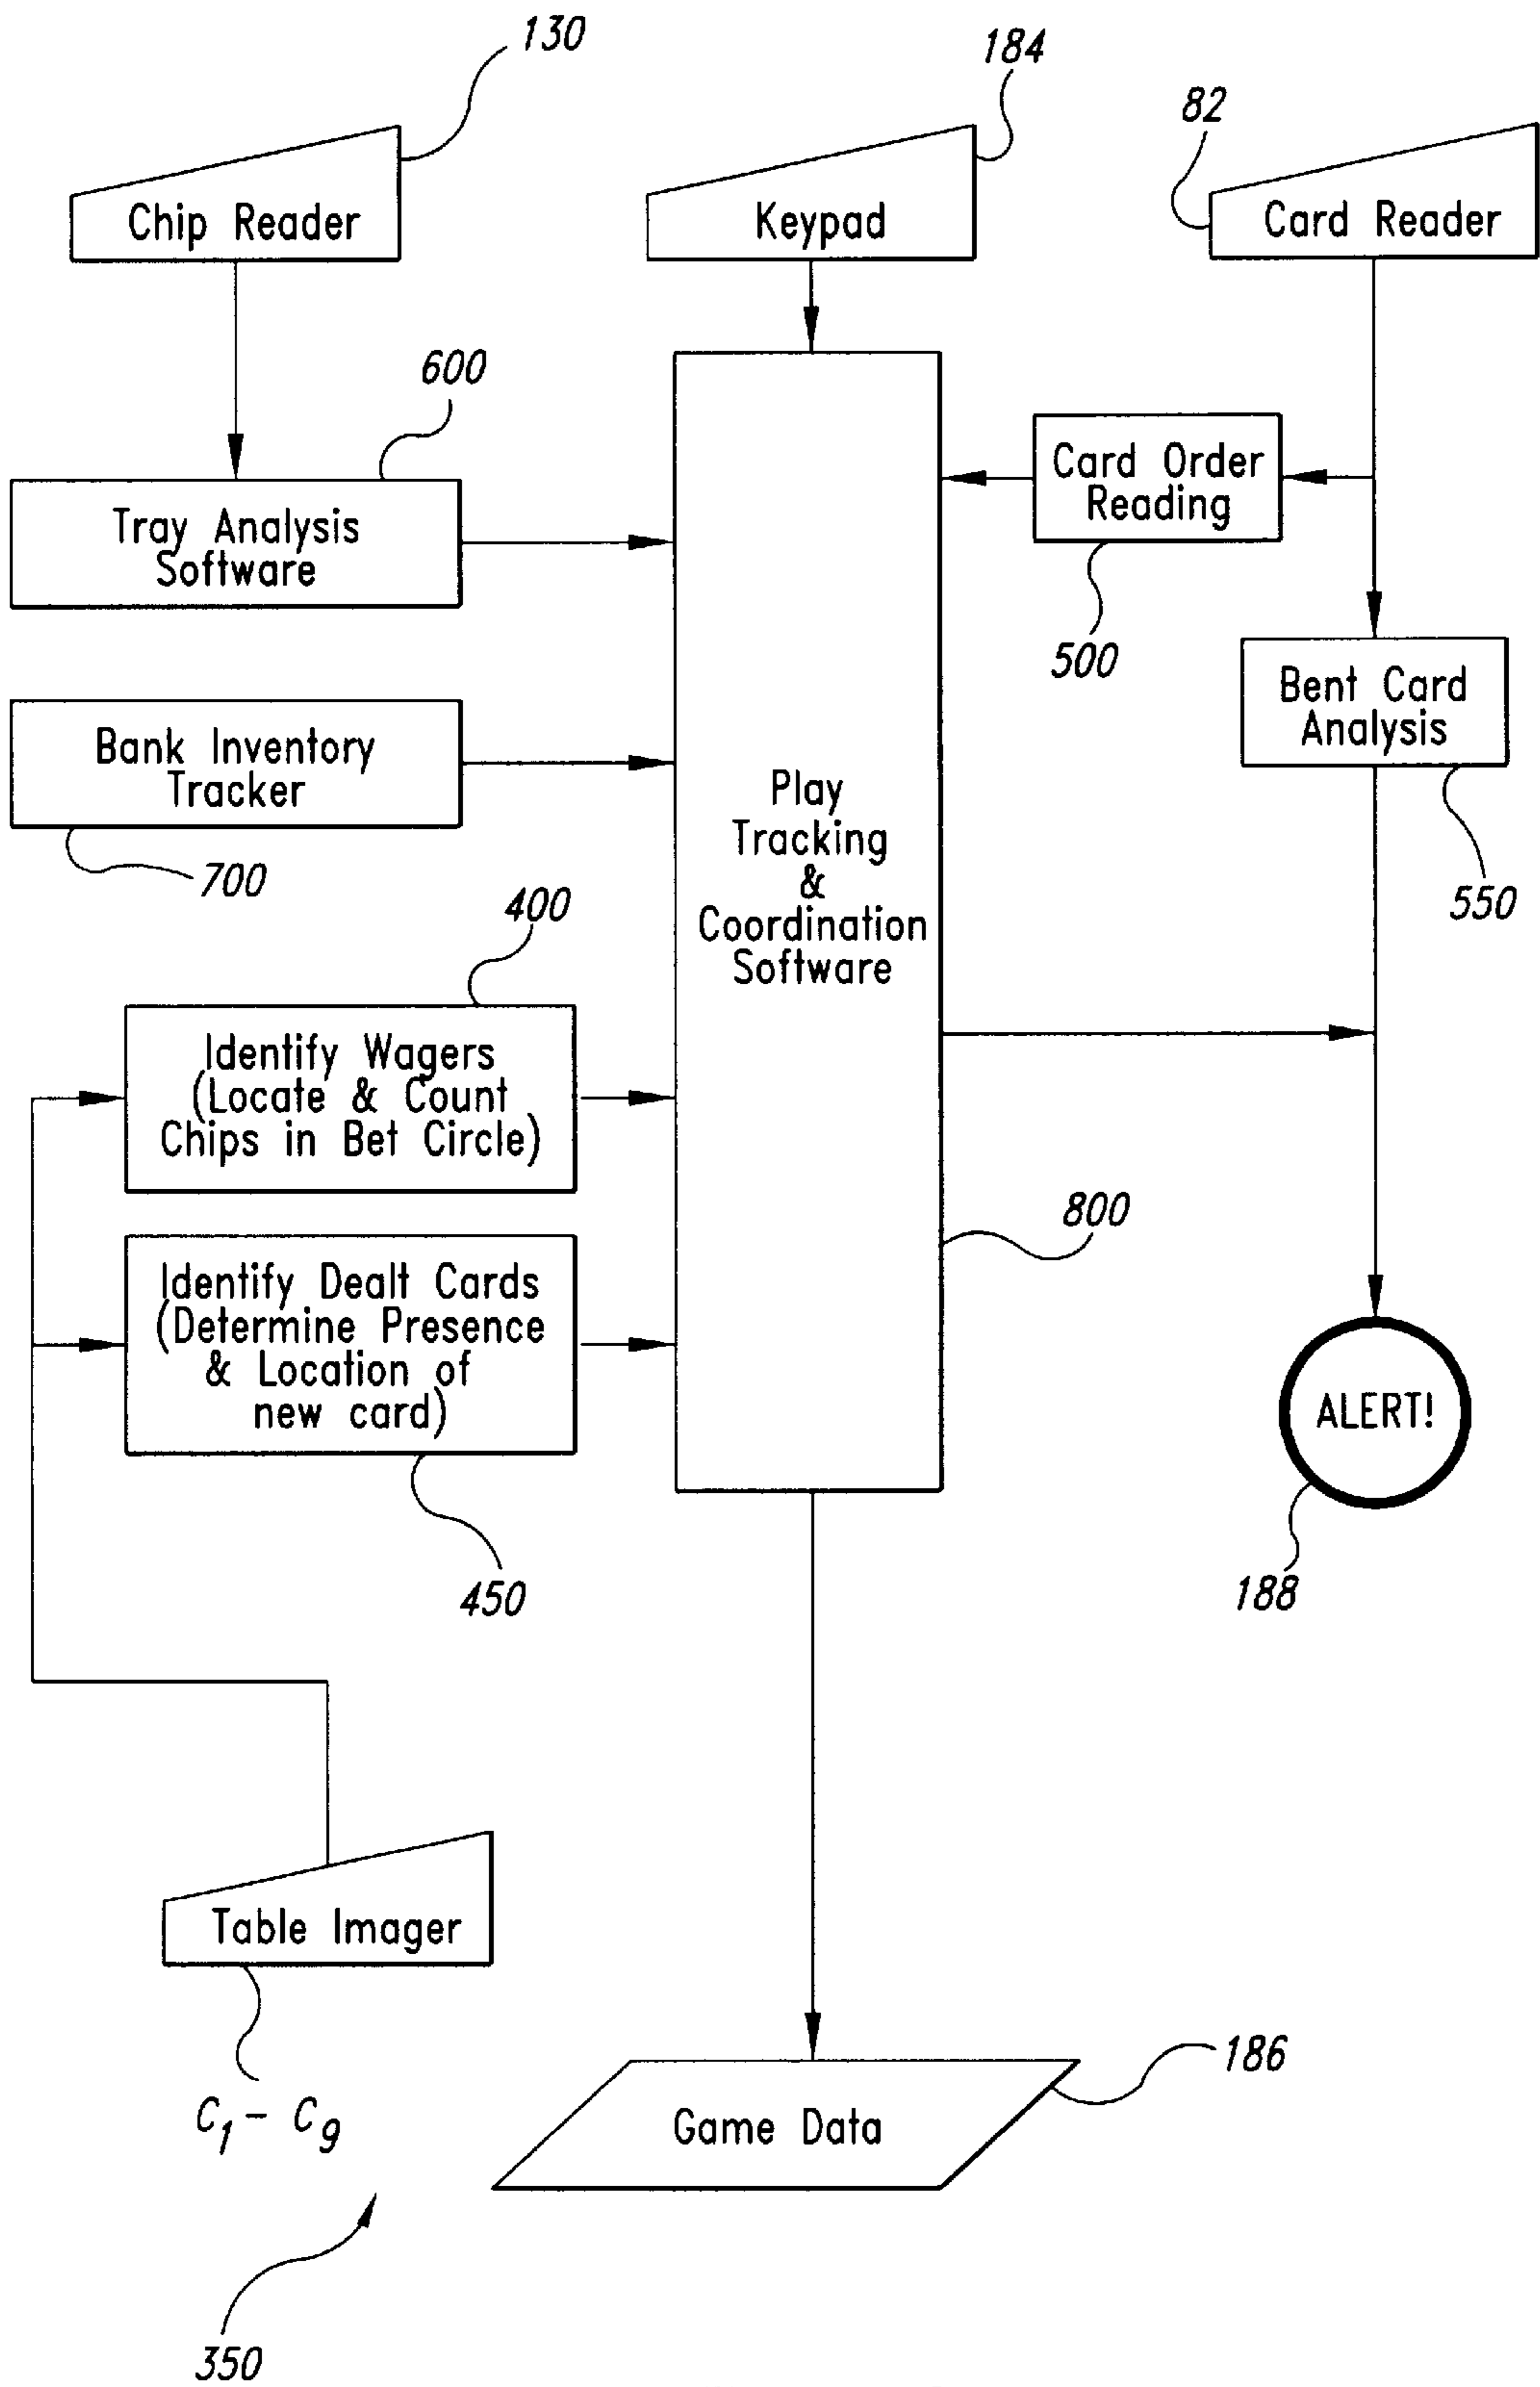 130
184
82
Chip Reader
Keypad
Card Reader
600
Tray Analysis
Software
Card Order
Reading
500
Bank Inventory
Tracker
700
Bent Card
Analysis
550
Play
Tracking
&
Coordination
Software
400
Identify Wagers
(Locate & Count
Chips in Bet Circle)
800
Identify Dealt Cards
(Determine Presence
& Location of
new card)
450
ALERT!
188
Table Imager
C1 - C9
186
Game Data
350